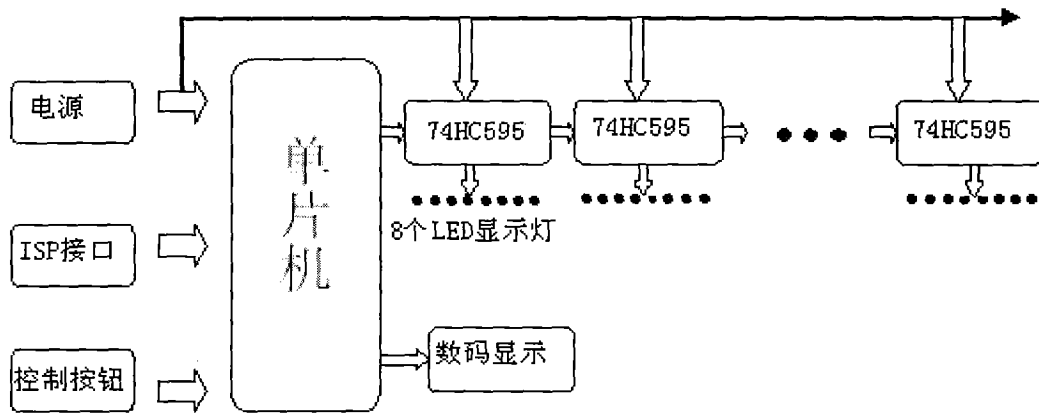 电源
单片机
74HC595
74HC595
74HC595
8个LED显示灯
ISP接口
数码显示
控制按钮